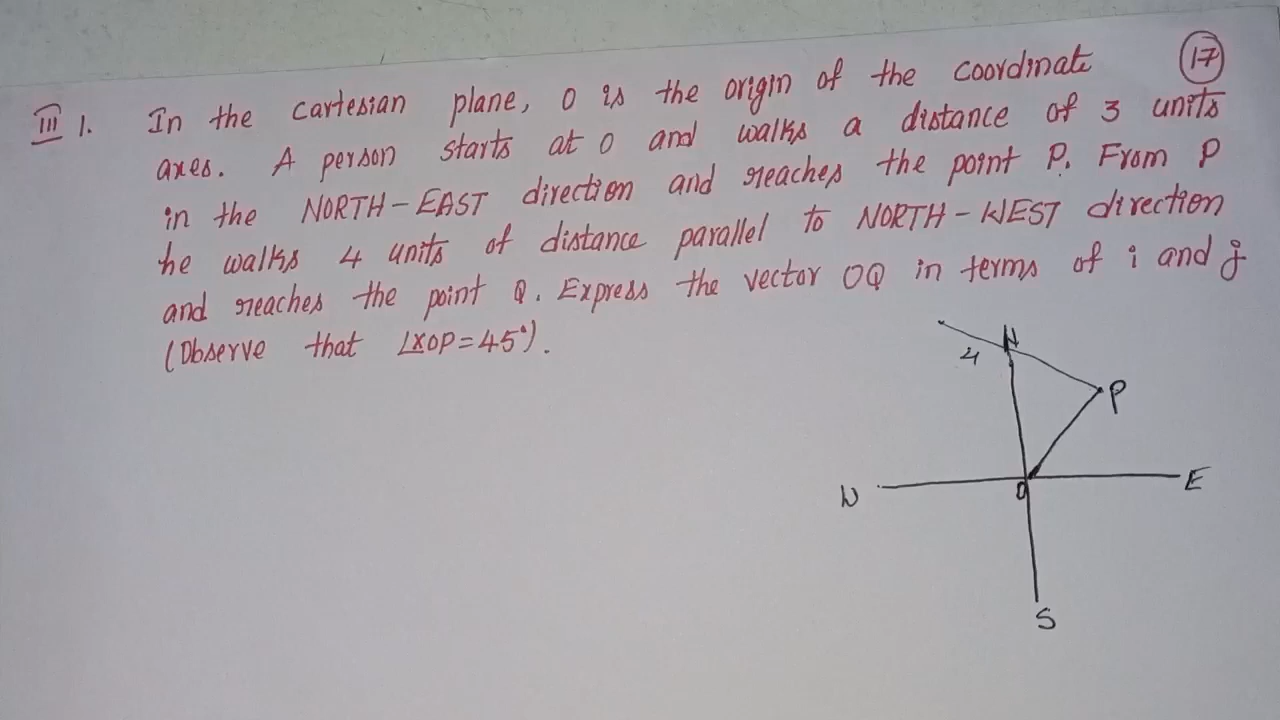 17
III 1. In the cartesian plane, O is the origin of the coordinate
axes. A person starts at O and walks a distance of 3 units
in the NORTH-EAST direction and reaches the point P. From P
he walks 4 units of distance parallel to NORTH-WEST direction
and reaches the point Q. Express the vector OQ in terms of i and j
(Observe that ∠XOP=45°).
N
4
P
W
O
E
S